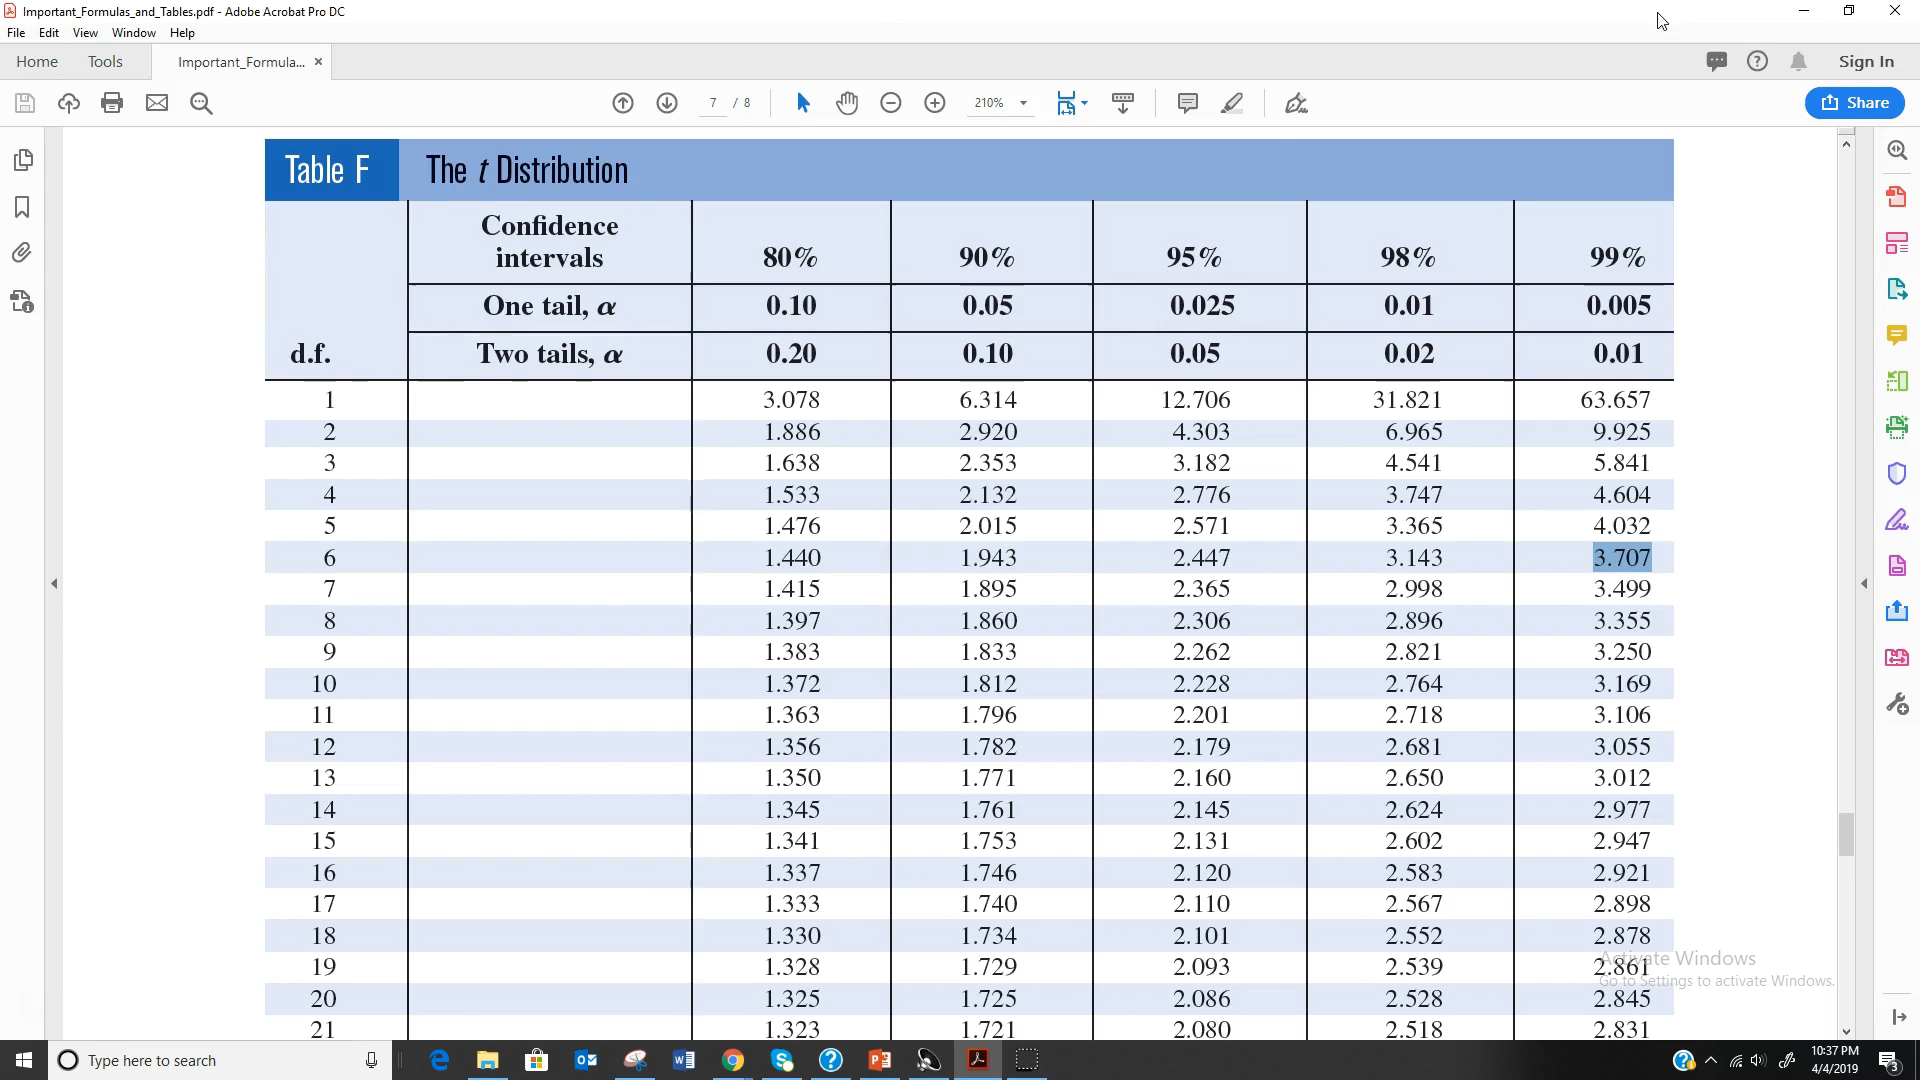 Important_Formulas_and_Tables.pdf - Adobe Acrobat Pro DC
File Edit View Window Help
Home Tools Important_Formula... × Sign In
7 / 8 210% Share
Table F The t Distribution
Confidence
intervals 80% 90% 95% 98% 99%
One tail, α 0.10 0.05 0.025 0.01 0.005
d.f. Two tails, α 0.20 0.10 0.05 0.02 0.01
1 3.078 6.314 12.706 31.821 63.657
2 1.886 2.920 4.303 6.965 9.925
3 1.638 2.353 3.182 4.541 5.841
4 1.533 2.132 2.776 3.747 4.604
5 1.476 2.015 2.571 3.365 4.032
6 1.440 1.943 2.447 3.143 3.707
7 1.415 1.895 2.365 2.998 3.499
8 1.397 1.860 2.306 2.896 3.355
9 1.383 1.833 2.262 2.821 3.250
10 1.372 1.812 2.228 2.764 3.169
11 1.363 1.796 2.201 2.718 3.106
12 1.356 1.782 2.179 2.681 3.055
13 1.350 1.771 2.160 2.650 3.012
14 1.345 1.761 2.145 2.624 2.977
15 1.341 1.753 2.131 2.602 2.947
16 1.337 1.746 2.120 2.583 2.921
17 1.333 1.740 2.110 2.567 2.898
18 1.330 1.734 2.101 2.552 2.878
Activate Windows
19 1.328 1.729 2.093 2.539 2.861
Go to Settings to activate Windows.
20 1.325 1.725 2.086 2.528 2.845
21 1.323 1.721 2.080 2.518 2.831
Type here to search
10:37 PM
4/4/2019
3